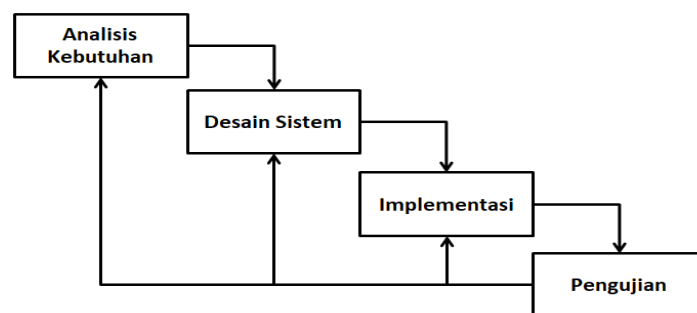 Analisis
Kebutuhan
Desain Sistem
Implementasi
Pengujian